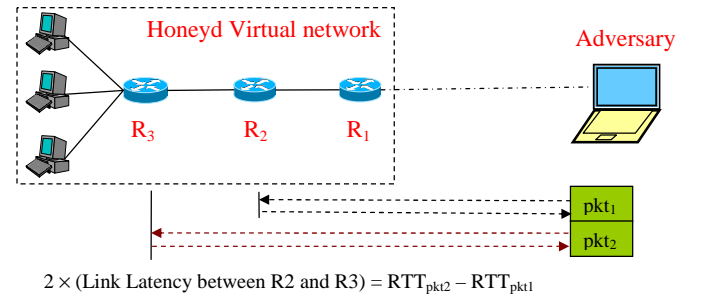 Honeyd Virtual network
Adversary
R3
R2
R1
pkt1
pkt2
2 × (Link Latency between R2 and R3) = RTTpkt2 – RTTpkt1